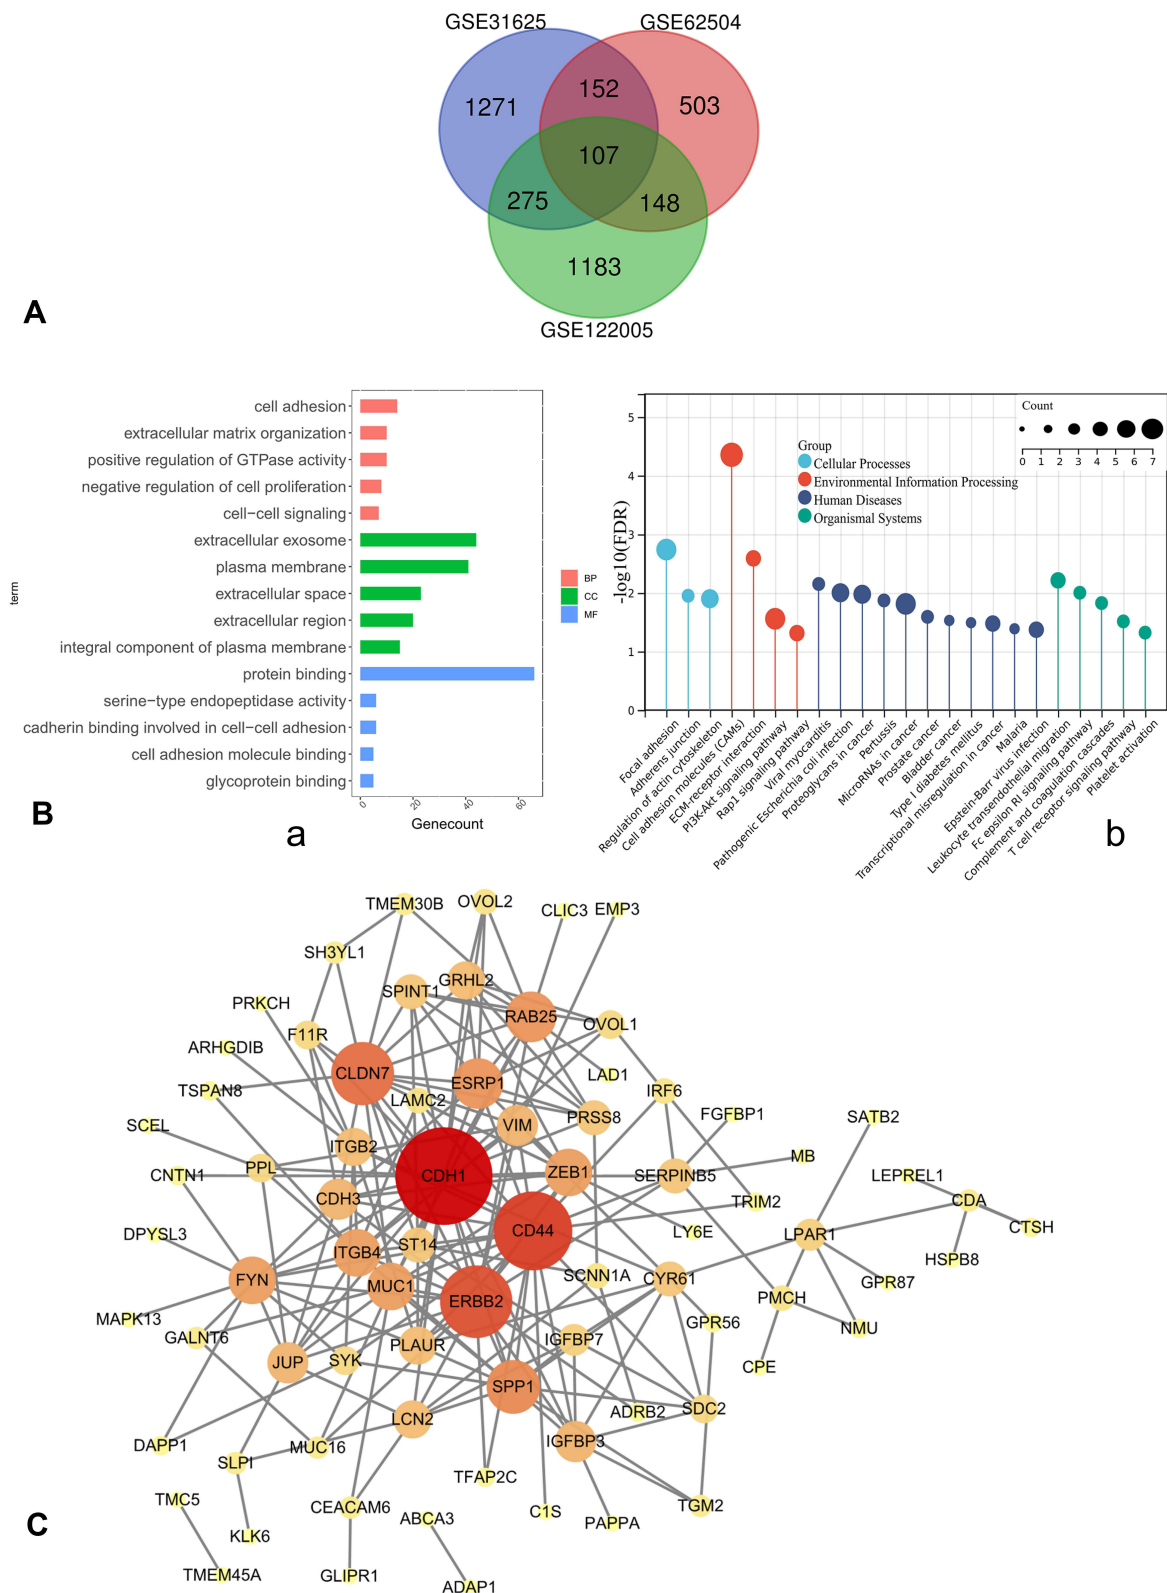 GSE31625
GSE62504
152
1271
503
107
275
148
1183
A
GSE122005
cell adhesion
extracellular matrix organization
positive regulation of GTPase activity
negative regulation of cell proliferation
cell−cell signaling
extracellular exosome
plasma membrane
extracellular space
extracellular region
integral component of plasma membrane
protein binding
serine−type endopeptidase activity
cadherin binding involved in cell−cell adhesion
cell adhesion molecule binding
glycoprotein binding
term
0
20
40
60
Genecount
BP
CC
MF
B
a
5
4
3
2
1
0
-log10(FDR)
Count
0 1 2 3 4 5 6 7
Group
Cellular Processes
Environmental Information Processing
Human Diseases
Organismal Systems
Focal adhesion
Adherens junction
Regulation of actin cytoskeleton
Cell adhesion molecules (CAMs)
ECM-receptor interaction
PI3K-Akt signaling pathway
Rap1 signaling pathway
Viral myocarditis
Pathogenic Escherichia coli infection
Proteoglycans in cancer
Pertussis
MicroRNAs in cancer
Prostate cancer
Bladder cancer
Type I diabetes mellitus
Transcriptional misregulation in cancer
Malaria
Epstein-Barr virus infection
Leukocyte transendothelial migration
Fc epsilon RI signaling pathway
Complement and coagulation cascades
T cell receptor signaling pathway
Platelet activation
b
TMEM30B
OVOL2
CLIC3
EMP3
SH3YL1
SPINT1
GRHL2
PRKCH
RAB25
OVOL1
F11R
ARHGDIB
CLDN7
ESRP1
LAD1
TSPAN8
LAMC2
IRF6
PRSS8
FGFBP1
SATB2
SCEL
VIM
ITGB2
MB
CNTN1
PPL
CDH1
ZEB1
SERPINB5
LEPREL1
CDH3
TRIM2
CDA
DPYSL3
CD44
LY6E
LPAR1
CTSH
ITGB4
ST14
HSPB8
FYN
MUC1
SCNN1A
CYR61
GPR87
ERBB2
PMCH
MAPK13
GPR56
NMU
GALNT6
PLAUR
IGFBP7
JUP
SYK
CPE
SPP1
LCN2
ADRB2
SDC2
DAPP1
MUC16
IGFBP3
SLPI
TFAP2C
TMC5
CEACAM6
ABCA3
C1S
PAPPA
TGM2
C
KLK6
TMEM45A
GLIPR1
ADAP1